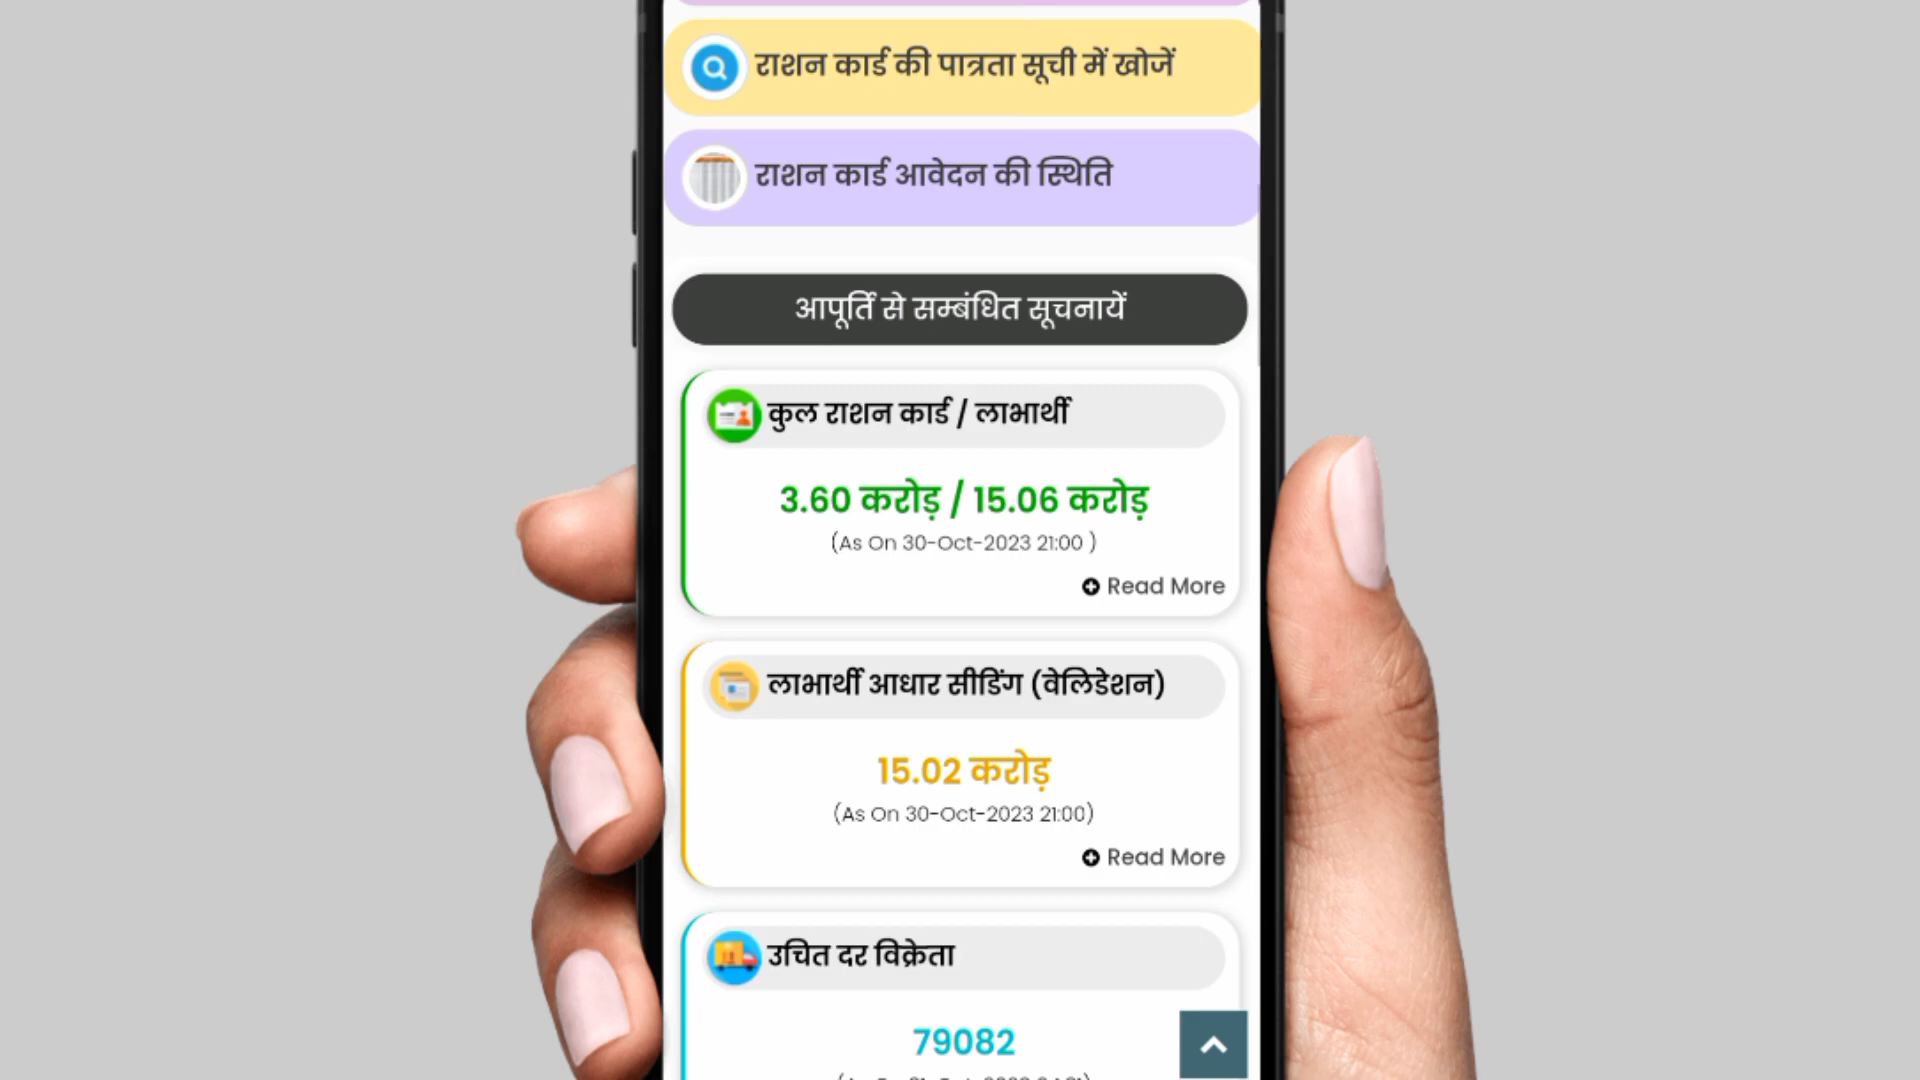 राशन कार्ड की पात्रता सूची में खोजें
राशन कार्ड आवेदन की स्थिति
आपूर्ति से सम्बंधित सूचनायें
कुल राशन कार्ड / लाभार्थी
3.60 करोड़ / 15.06 करोड़
(As On 30-Oct-2023 21:00 )
Read More
लाभार्थी आधार सीडिंग (वेलिडेशन)
15.02 करोड़
(As On 30-Oct-2023 21:00)
Read More
उचित दर विक्रेता
79082